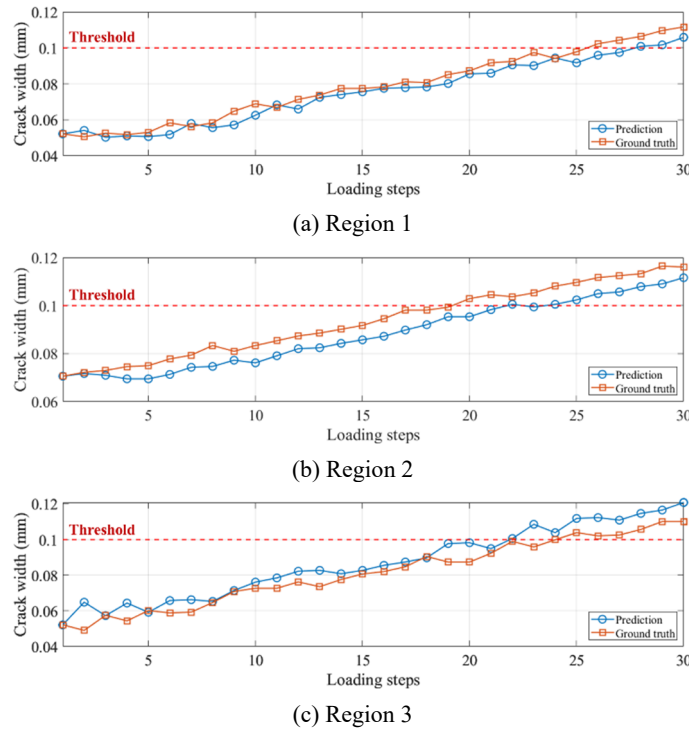 0.12
0.1
0.08
0.06
0.04
Crack width (mm)
Threshold
Prediction
Ground truth
5 10 15 20 25 30
Loading steps
(a) Region 1
0.12
0.1
0.08
0.06
Crack width (mm)
Threshold
Prediction
Ground truth
5 10 15 20 25 30
Loading steps
(b) Region 2
0.12
0.1
0.08
0.06
0.04
Crack width (mm)
Threshold
Prediction
Ground truth
5 10 15 20 25 30
Loading steps
(c) Region 3